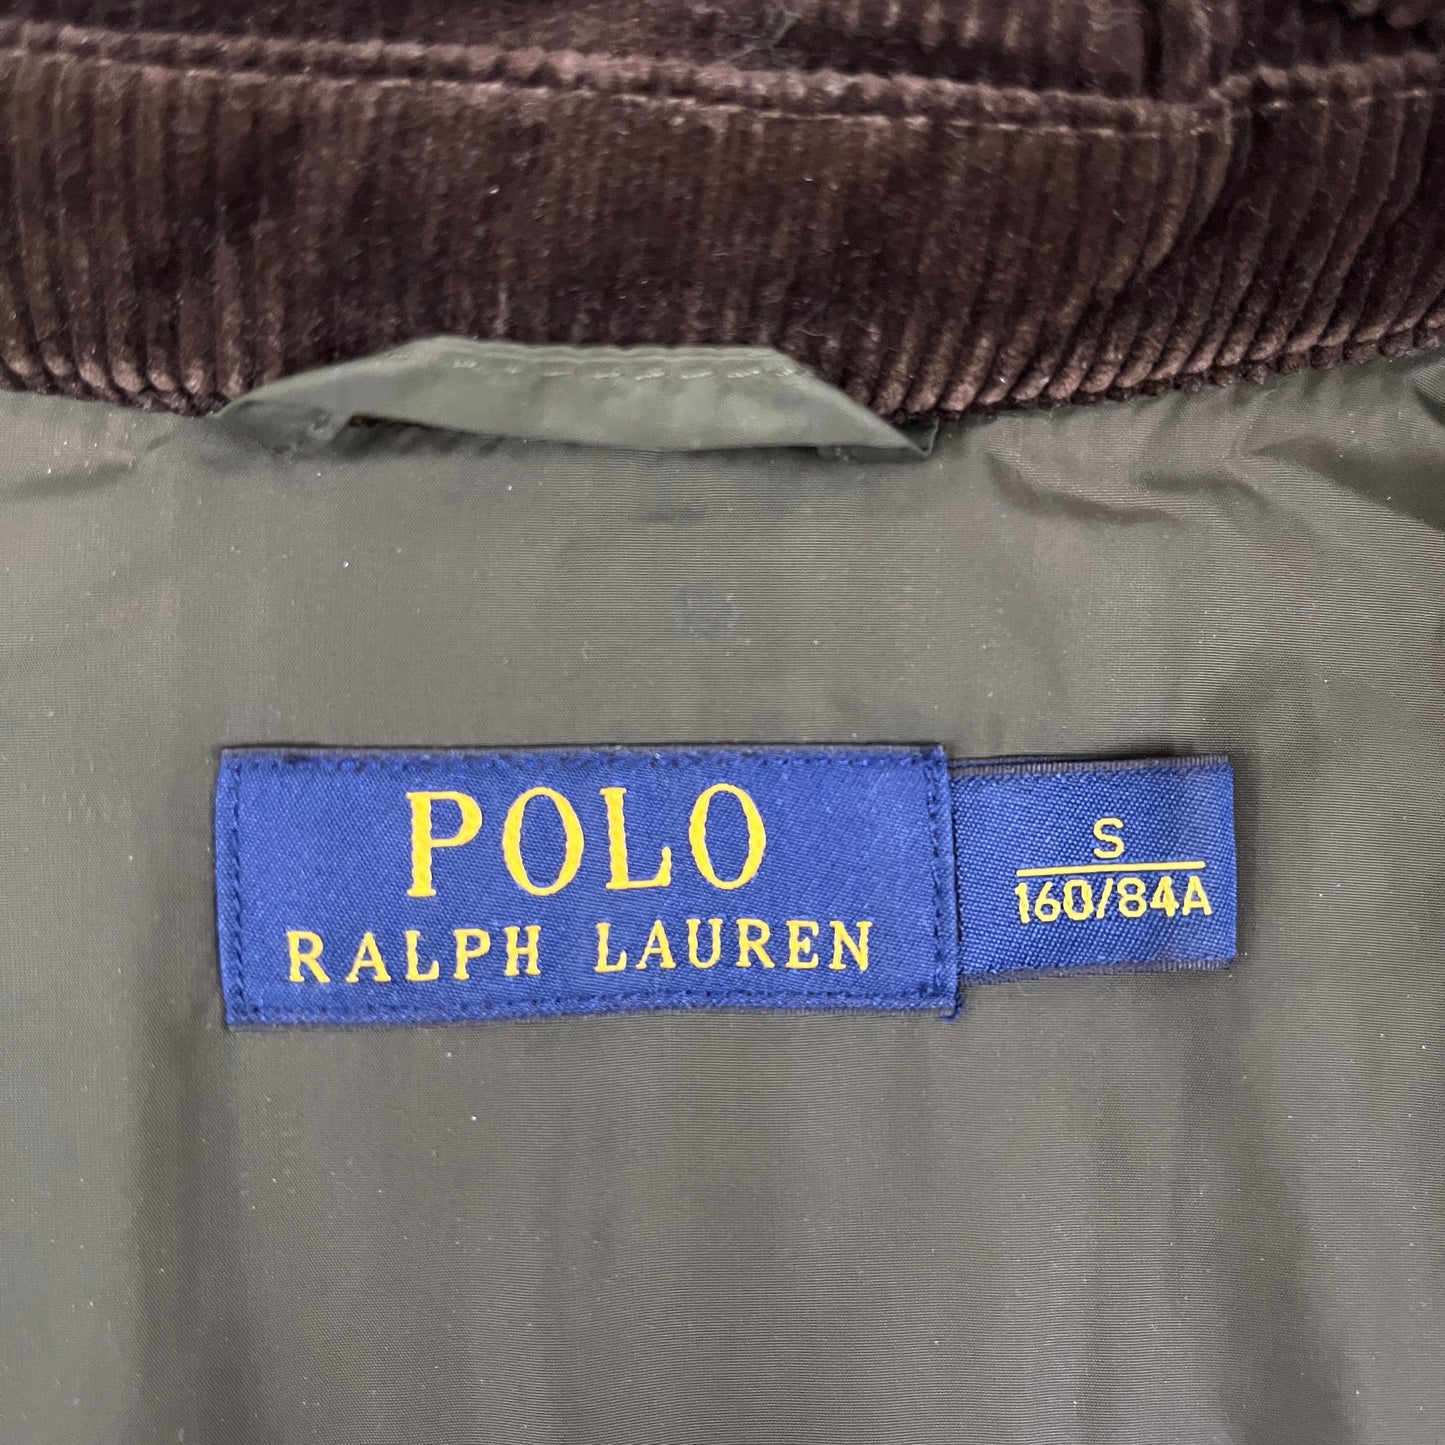 POLO
RALPH LAUREN
S
160/84A